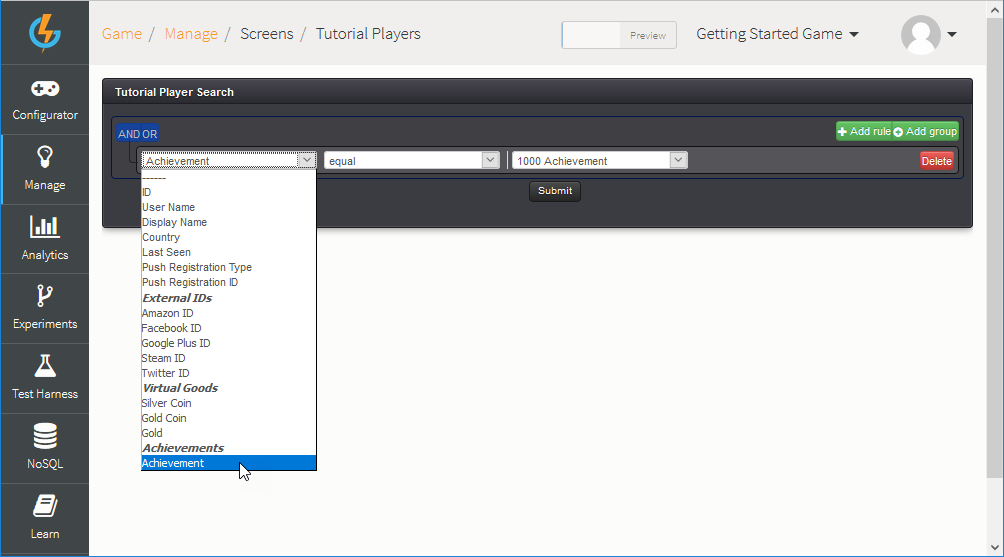 Game / Manage / Screens / Tutorial Players
Preview
Getting Started Game
Configurator
Manage
Analytics
Experiments
Test Harness
NoSQL
Learn
Tutorial Player Search
AND OR
Add rule
Add group
Achievement
equal
1000 Achievement
Delete
Submit
------
ID
User Name
Display Name
Country
Last Seen
Push Registration Type
Push Registration ID
External IDs
Amazon ID
Facebook ID
Google Plus ID
Steam ID
Twitter ID
Virtual Goods
Silver Coin
Gold Coin
Gold
Achievements
Achievement